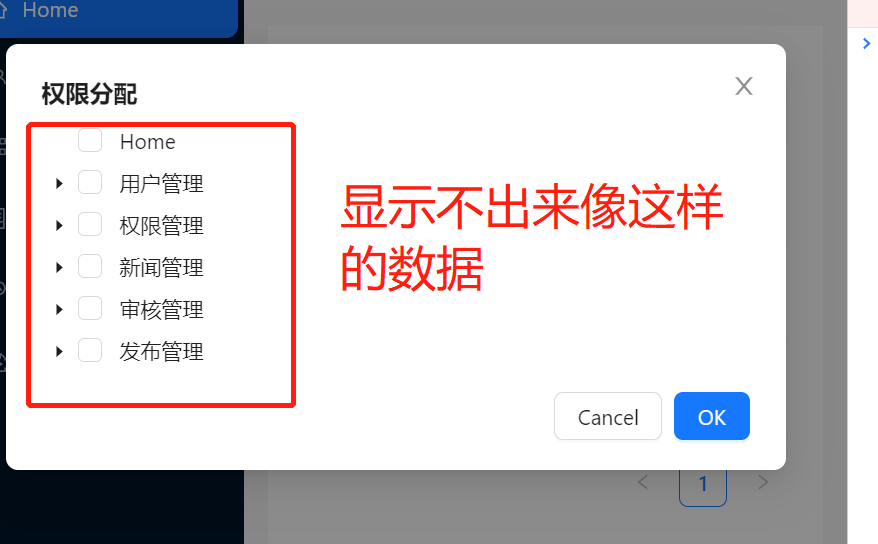 Home
权限分配
Home
用户管理
权限管理
新闻管理
审核管理
发布管理
显示不出来像这样
的数据
Cancel
OK
1